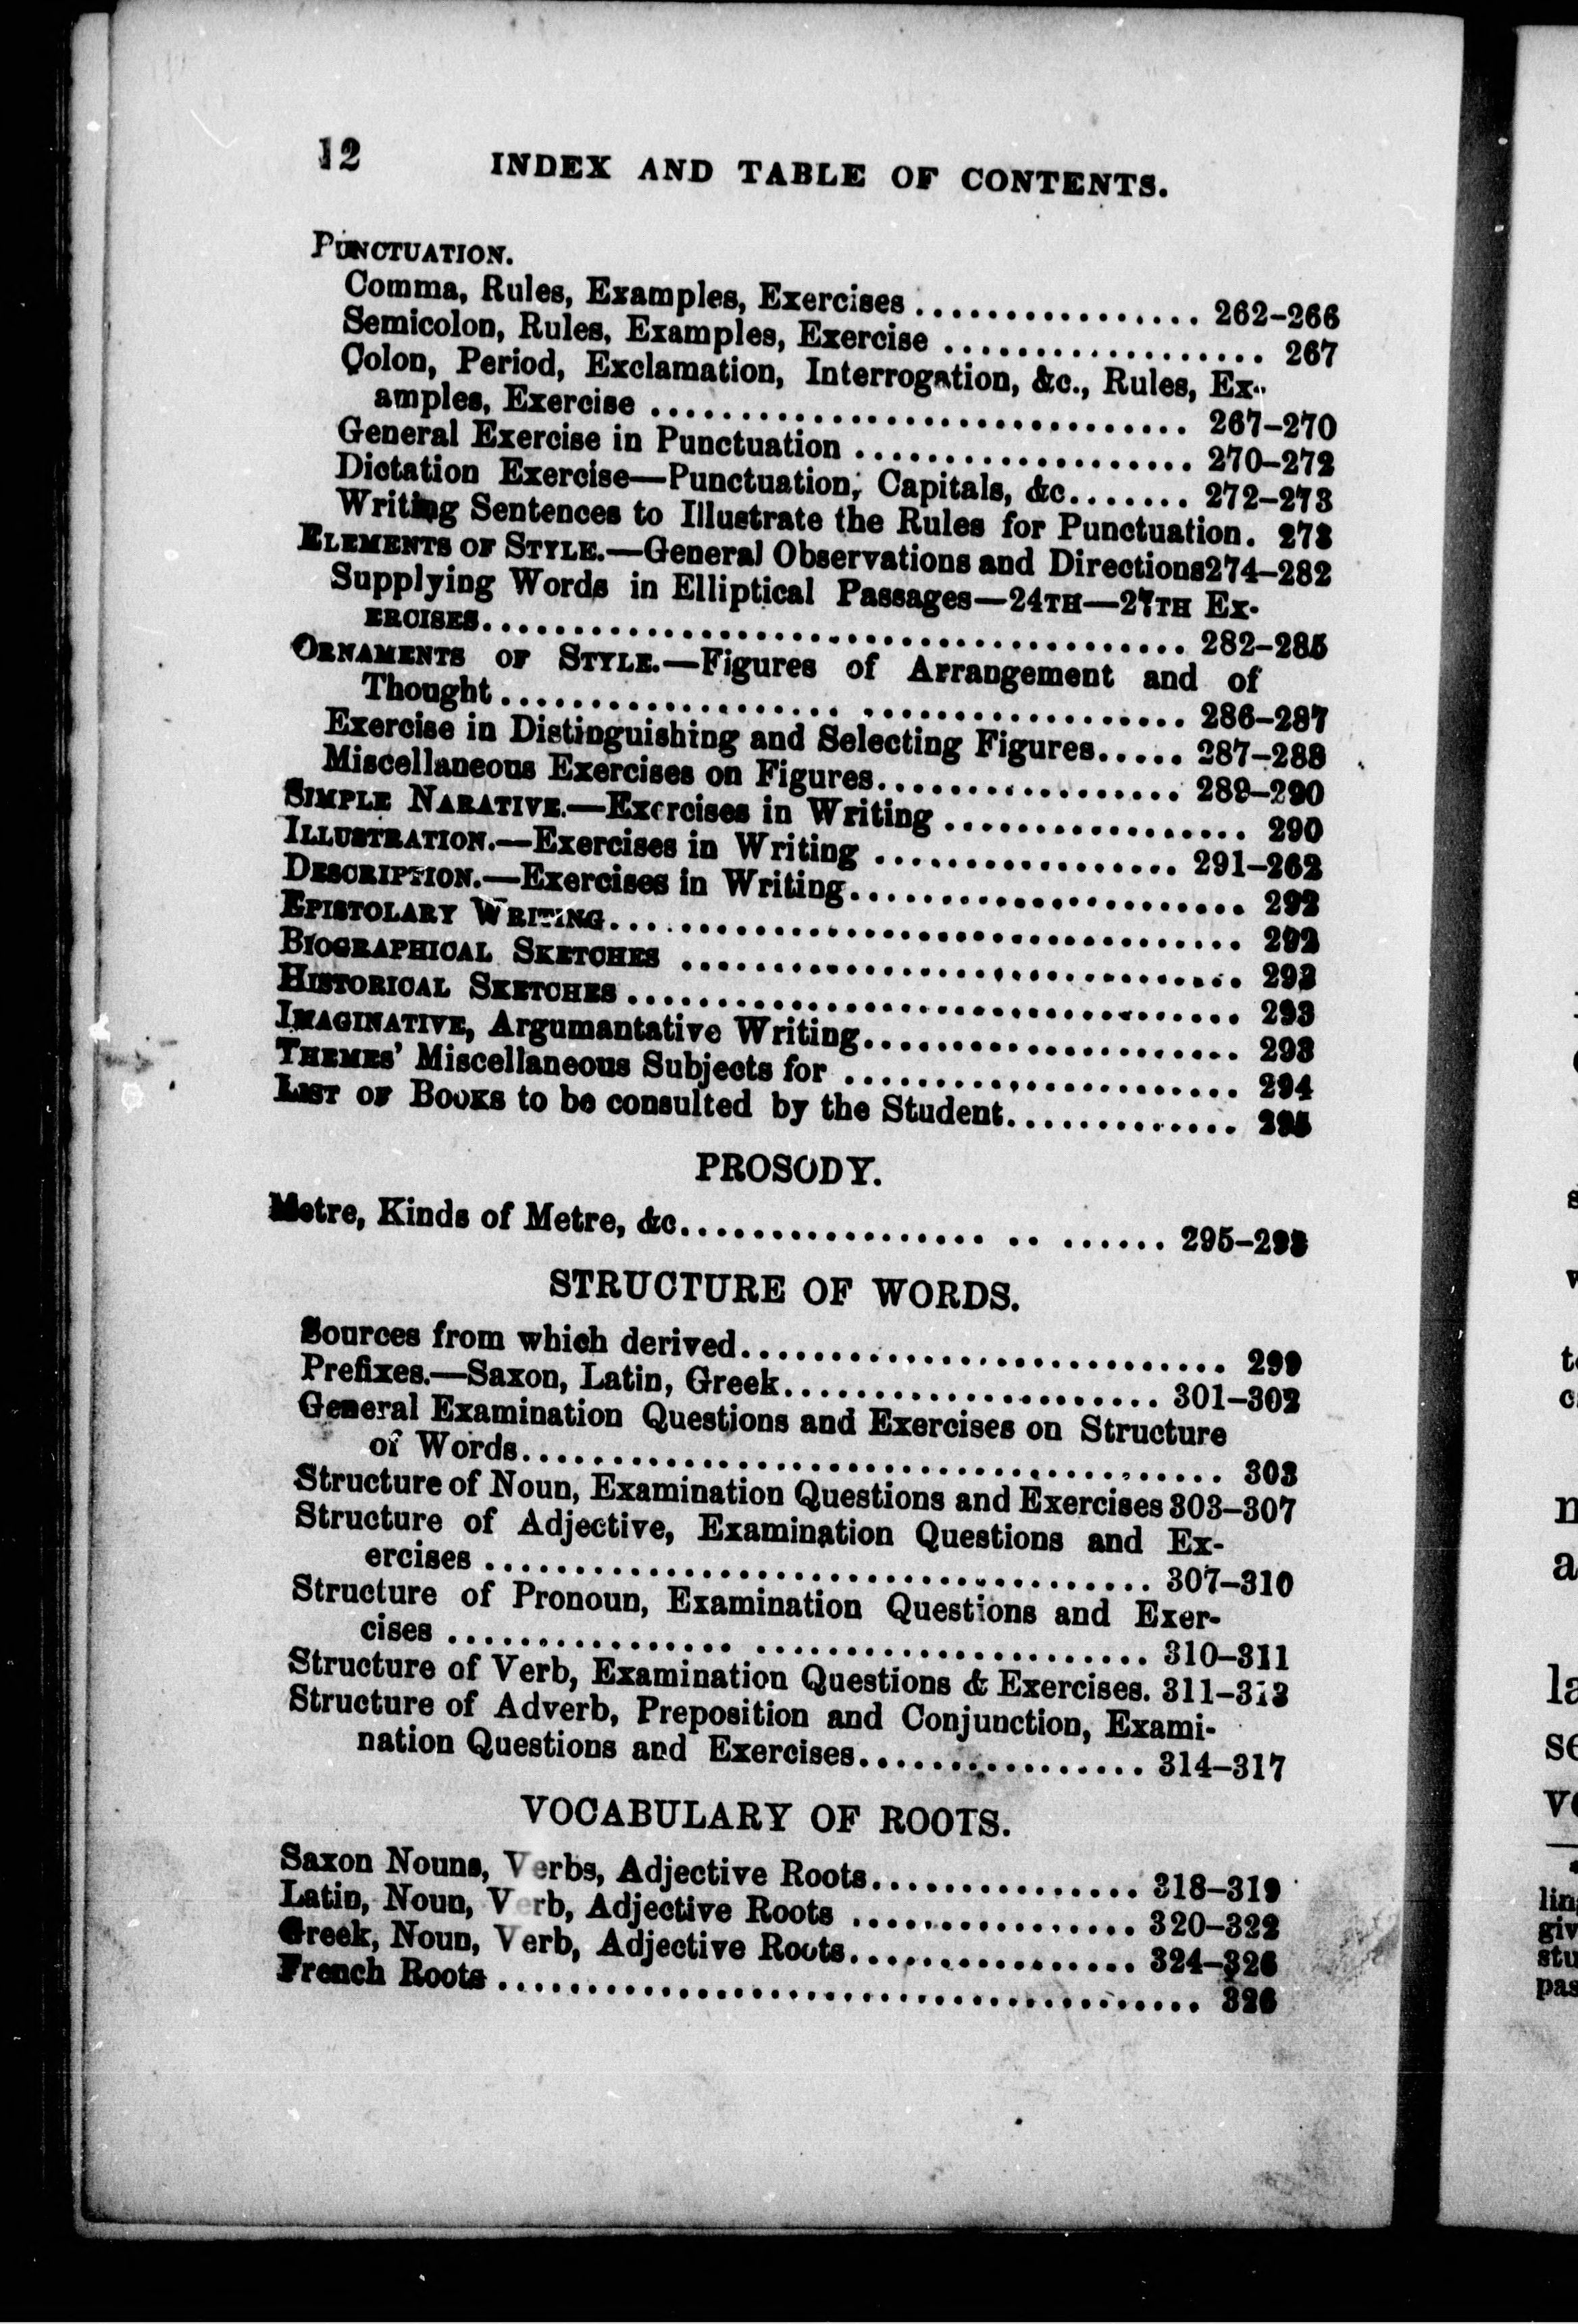 12 INDEX AND TABLE OF CONTENTS.
PUNCTUATION.
Comma, Rules, Examples, Exercises ................ 262–266
Semicolon, Rules, Examples, Exercise .................. 267
Colon, Period, Exclamation, Interrogation, &c., Rules, Ex-
amples, Exercise .............................. 267–270
General Exercise in Punctuation ................... 270–272
Dictation Exercise—Punctuation, Capitals, &c....... 272–273
Writing Sentences to Illustrate the Rules for Punctuation. 273
ELEMENTS OF STYLE.—General Observations and Directions274–282
Supplying Words in Elliptical Passages—24TH—27TH EX-
ERCISES....................................... 282–285
ORNAMENTS OF STYLE.—Figures of Arrangement and of
Thought ................... .................. 286–287
Exercise in Distinguishing and Selecting Figures..... 287–288
Miscellaneous Exercises on Figures................. 289–290
SIMPLE NARATIVE.—Exercises in Writing ................. 290
ILLUSTRATION.—Exercises in Writing ................. 291–262
DESCRIPTION.—Exercises in Writing...................... 292
EPISTOLARY WRITING................................... 292
BIOGRAPHICAL SKETCHES ............................... 293
HISTORICAL SKETCHES .................................. 293
IMAGINATIVE, Argumantative Writing..................... 293
THEMES' Miscellaneous Subjects for ...................... 294
LIST OF BOOKS to be consulted by the Student............. 295
PROSODY.
Metre, Kinds of Metre, &c................. .. ...... 295–298
STRUCTURE OF WORDS.
Sources from which derived........................... 299
Prefixes.—Saxon, Latin, Greek..................... 301–302
General Examination Questions and Exercises on Structure
of Words....................................... 303
Structure of Noun, Examination Questions and Exercises 303–307
Structure of Adjective, Examination Questions and Ex-
ercises ..................................... 307–310
Structure of Pronoun, Examination Questions and Exer-
cises ................ ...................... 310–311
Structure of Verb, Examination Questions & Exercises. 311–313
Structure of Adverb, Preposition and Conjunction, Exami-
nation Questions and Exercises................ 314–317
VOCABULARY OF ROOTS.
Saxon Nouns, Verbs, Adjective Roots............... 318–319
Latin, Noun, Verb, Adjective Roots ................ 320–322
Greek, Noun, Verb, Adjective Roots................ 324–326
French Roots ....................................... 326